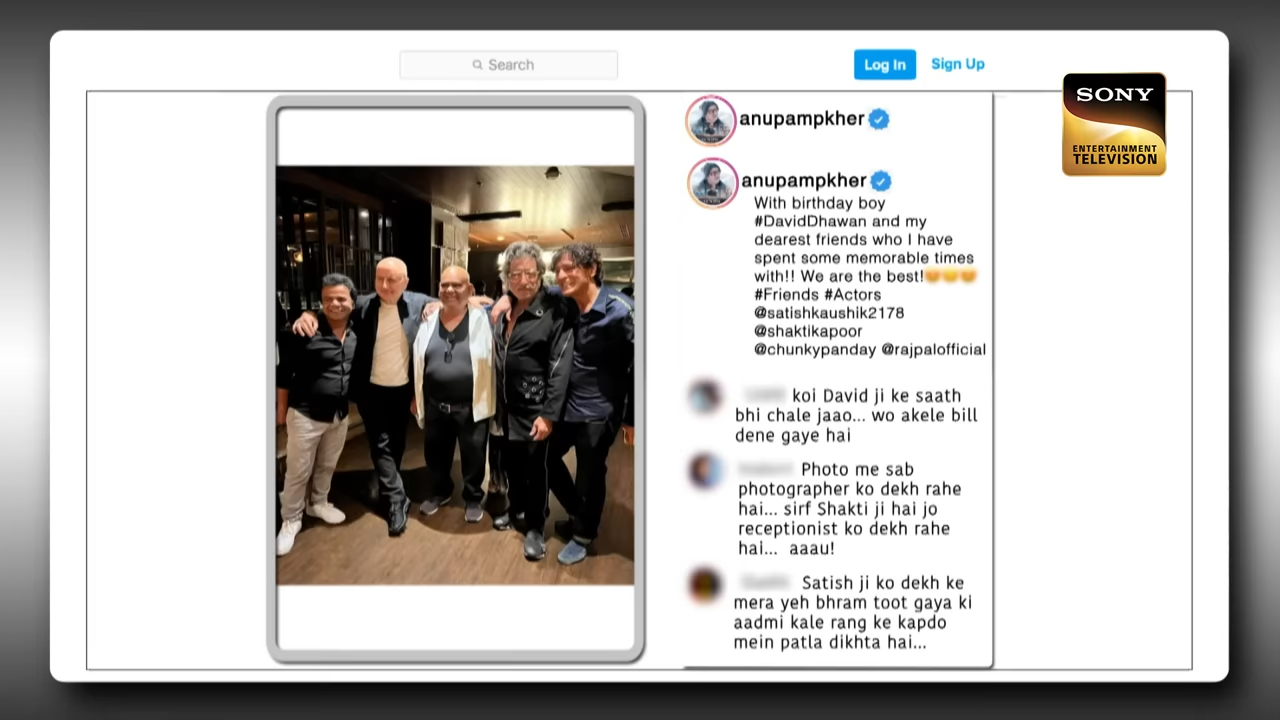 Search
Log In
Sign Up
SONY
ENTERTAINMENT
TELEVISION
anupampkher
anupampkher
With birthday boy
#DavidDhawan and my
dearest friends who I have
spent some memorable times
with!! We are the best!😍😄😍
#Friends #Actors
@satishkaushik2178
@shaktikapoor
@chunkypanday @rajpalofficial
koi David ji ke saath
bhi chale jaao... wo akele bill
dene gaye hai
Photo me sab
photographer ko dekh rahe
hai... sirf Shakti ji hai jo
receptionist ko dekh rahe
hai... aaau!
Satish ji ko dekh ke
mera yeh bhram toot gaya ki
aadmi kale rang ke kapdo
mein patla dikhta hai...